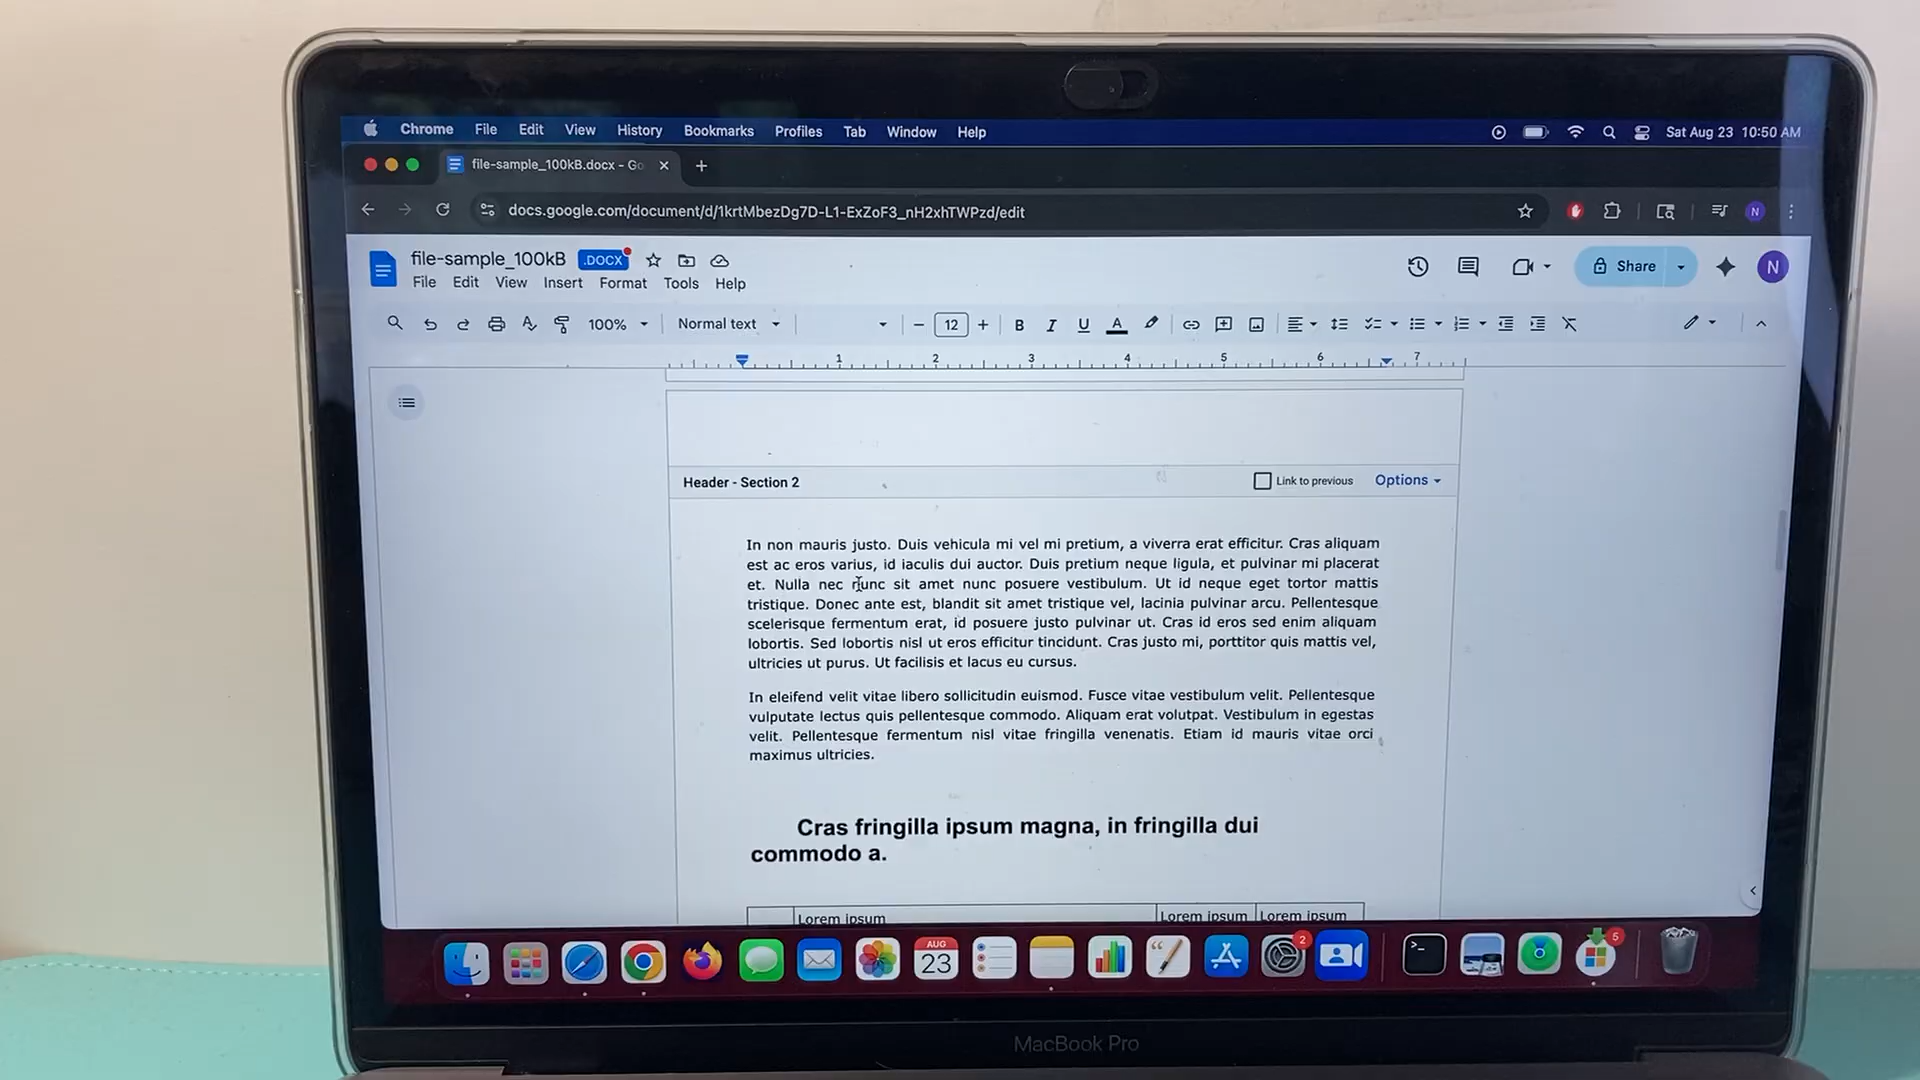 Chrome File Edit View History Bookmarks Profiles Tab Window Help Sat Aug 23 10:50 AM
file-sample_100kB.docx - Go
docs.google.com/document/d/1krtMbezDg7D-L1-ExZoF3_nH2xhTWPzd/edit N
file-sample_100kB .DOCX Share N
File Edit View Insert Format Tools Help
100% Normal text 12 B I U A
1 2 3 4 5 6 7
Header - Section 2 Link to previous Options
In non mauris justo. Duis vehicula mi vel mi pretium, a viverra erat efficitur. Cras aliquam
est ac eros varius, id iaculis dui auctor. Duis pretium neque ligula, et pulvinar mi placerat
et. Nulla nec nunc sit amet nunc posuere vestibulum. Ut id neque eget tortor mattis
tristique. Donec ante est, blandit sit amet tristique vel, lacinia pulvinar arcu. Pellentesque
scelerisque fermentum erat, id posuere justo pulvinar ut. Cras id eros sed enim aliquam
lobortis. Sed lobortis nisl ut eros efficitur tincidunt. Cras justo mi, porttitor quis mattis vel,
ultricies ut purus. Ut facilisis et lacus eu cursus.
In eleifend velit vitae libero sollicitudin euismod. Fusce vitae vestibulum velit. Pellentesque
vulputate lectus quis pellentesque commodo. Aliquam erat volutpat. Vestibulum in egestas
velit. Pellentesque fermentum nisl vitae fringilla venenatis. Etiam id mauris vitae orci
maximus ultricies.
Cras fringilla ipsum magna, in fringilla dui
commodo a.
Lorem ipsum Lorem ipsum Lorem ipsum
AUG
23
2
5
MacBook Pro